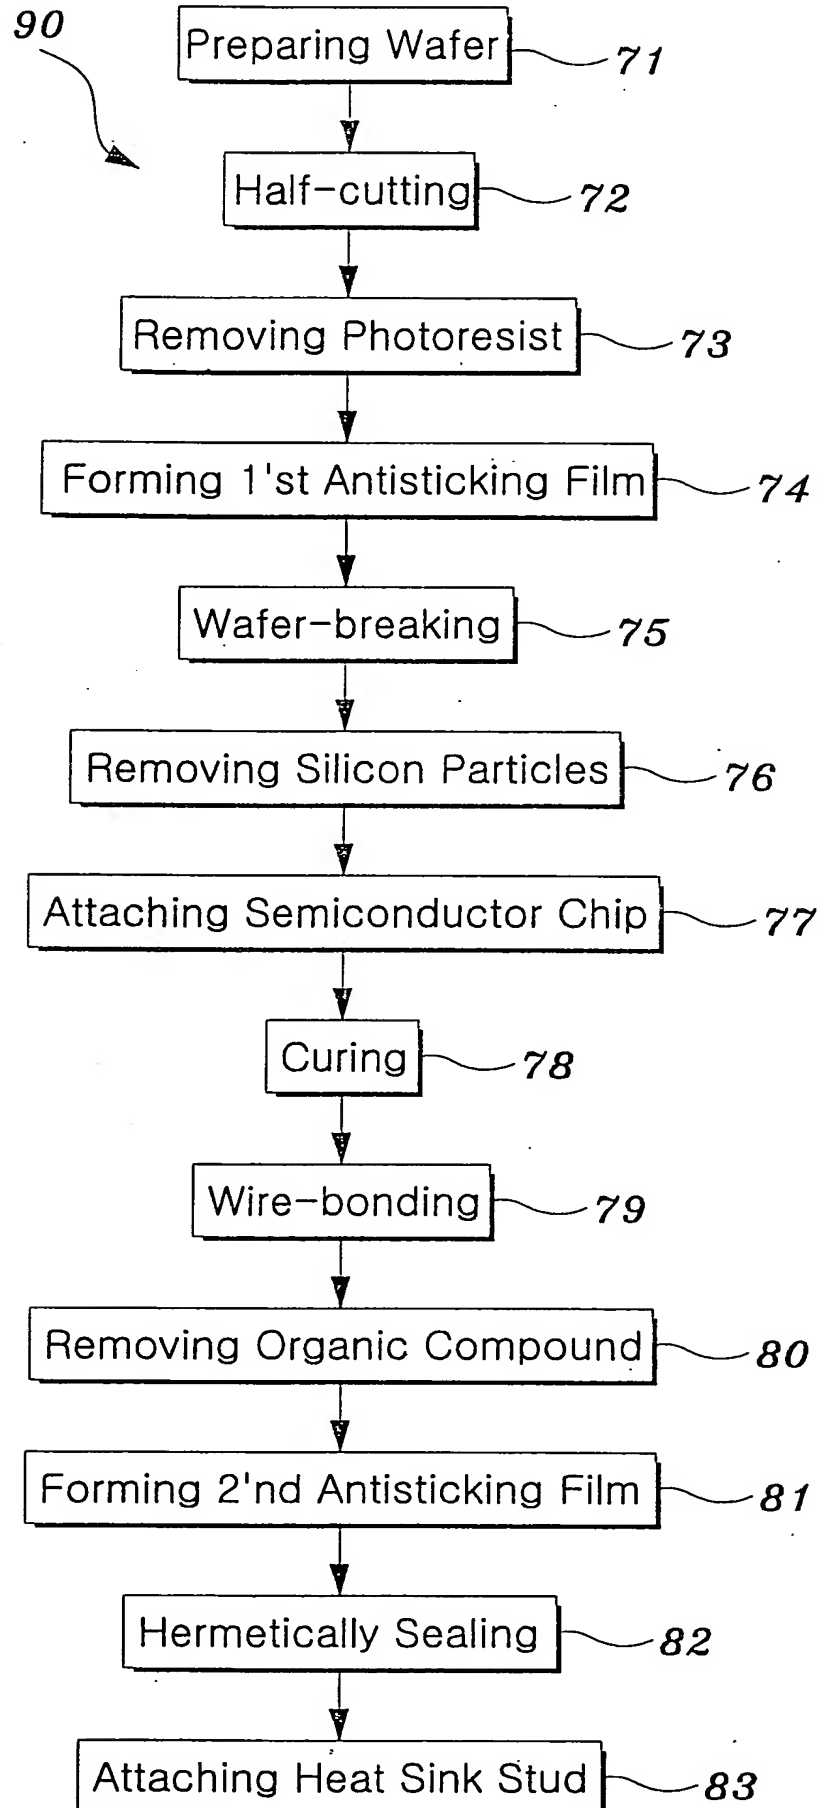 90
Preparing Wafer 71
Half-cutting 72
Removing Photoresist 73
Forming 1'st Antisticking Film 74
Wafer-breaking 75
Removing Silicon Particles 76
Attaching Semiconductor Chip 77
Curing 78
Wire-bonding 79
Removing Organic Compound 80
Forming 2'nd Antisticking Film 81
Hermetically Sealing 82
Attaching Heat Sink Stud 83